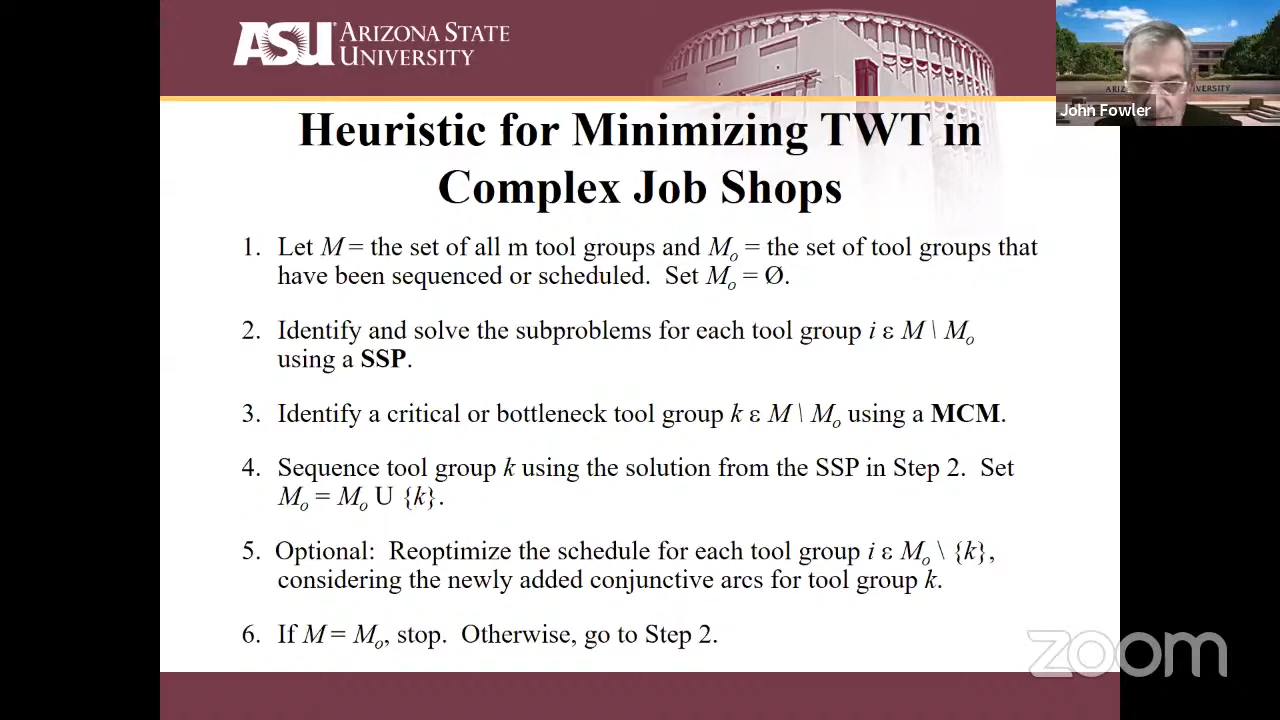 ASU ARIZONA STATE
UNIVERSITY
John Fowler
Heuristic for Minimizing TWT in
Complex Job Shops
1. Let M = the set of all m tool groups and Mo = the set of tool groups that
have been sequenced or scheduled. Set Mo = Ø.
2. Identify and solve the subproblems for each tool group i ε M \ Mo
using a SSP.
3. Identify a critical or bottleneck tool group k ε M \ Mo using a MCM.
4. Sequence tool group k using the solution from the SSP in Step 2. Set
Mo = Mo U {k}.
5. Optional: Reoptimize the schedule for each tool group i ε Mo \ {k},
considering the newly added conjunctive arcs for tool group k.
6. If M = Mo, stop. Otherwise, go to Step 2.
zoom